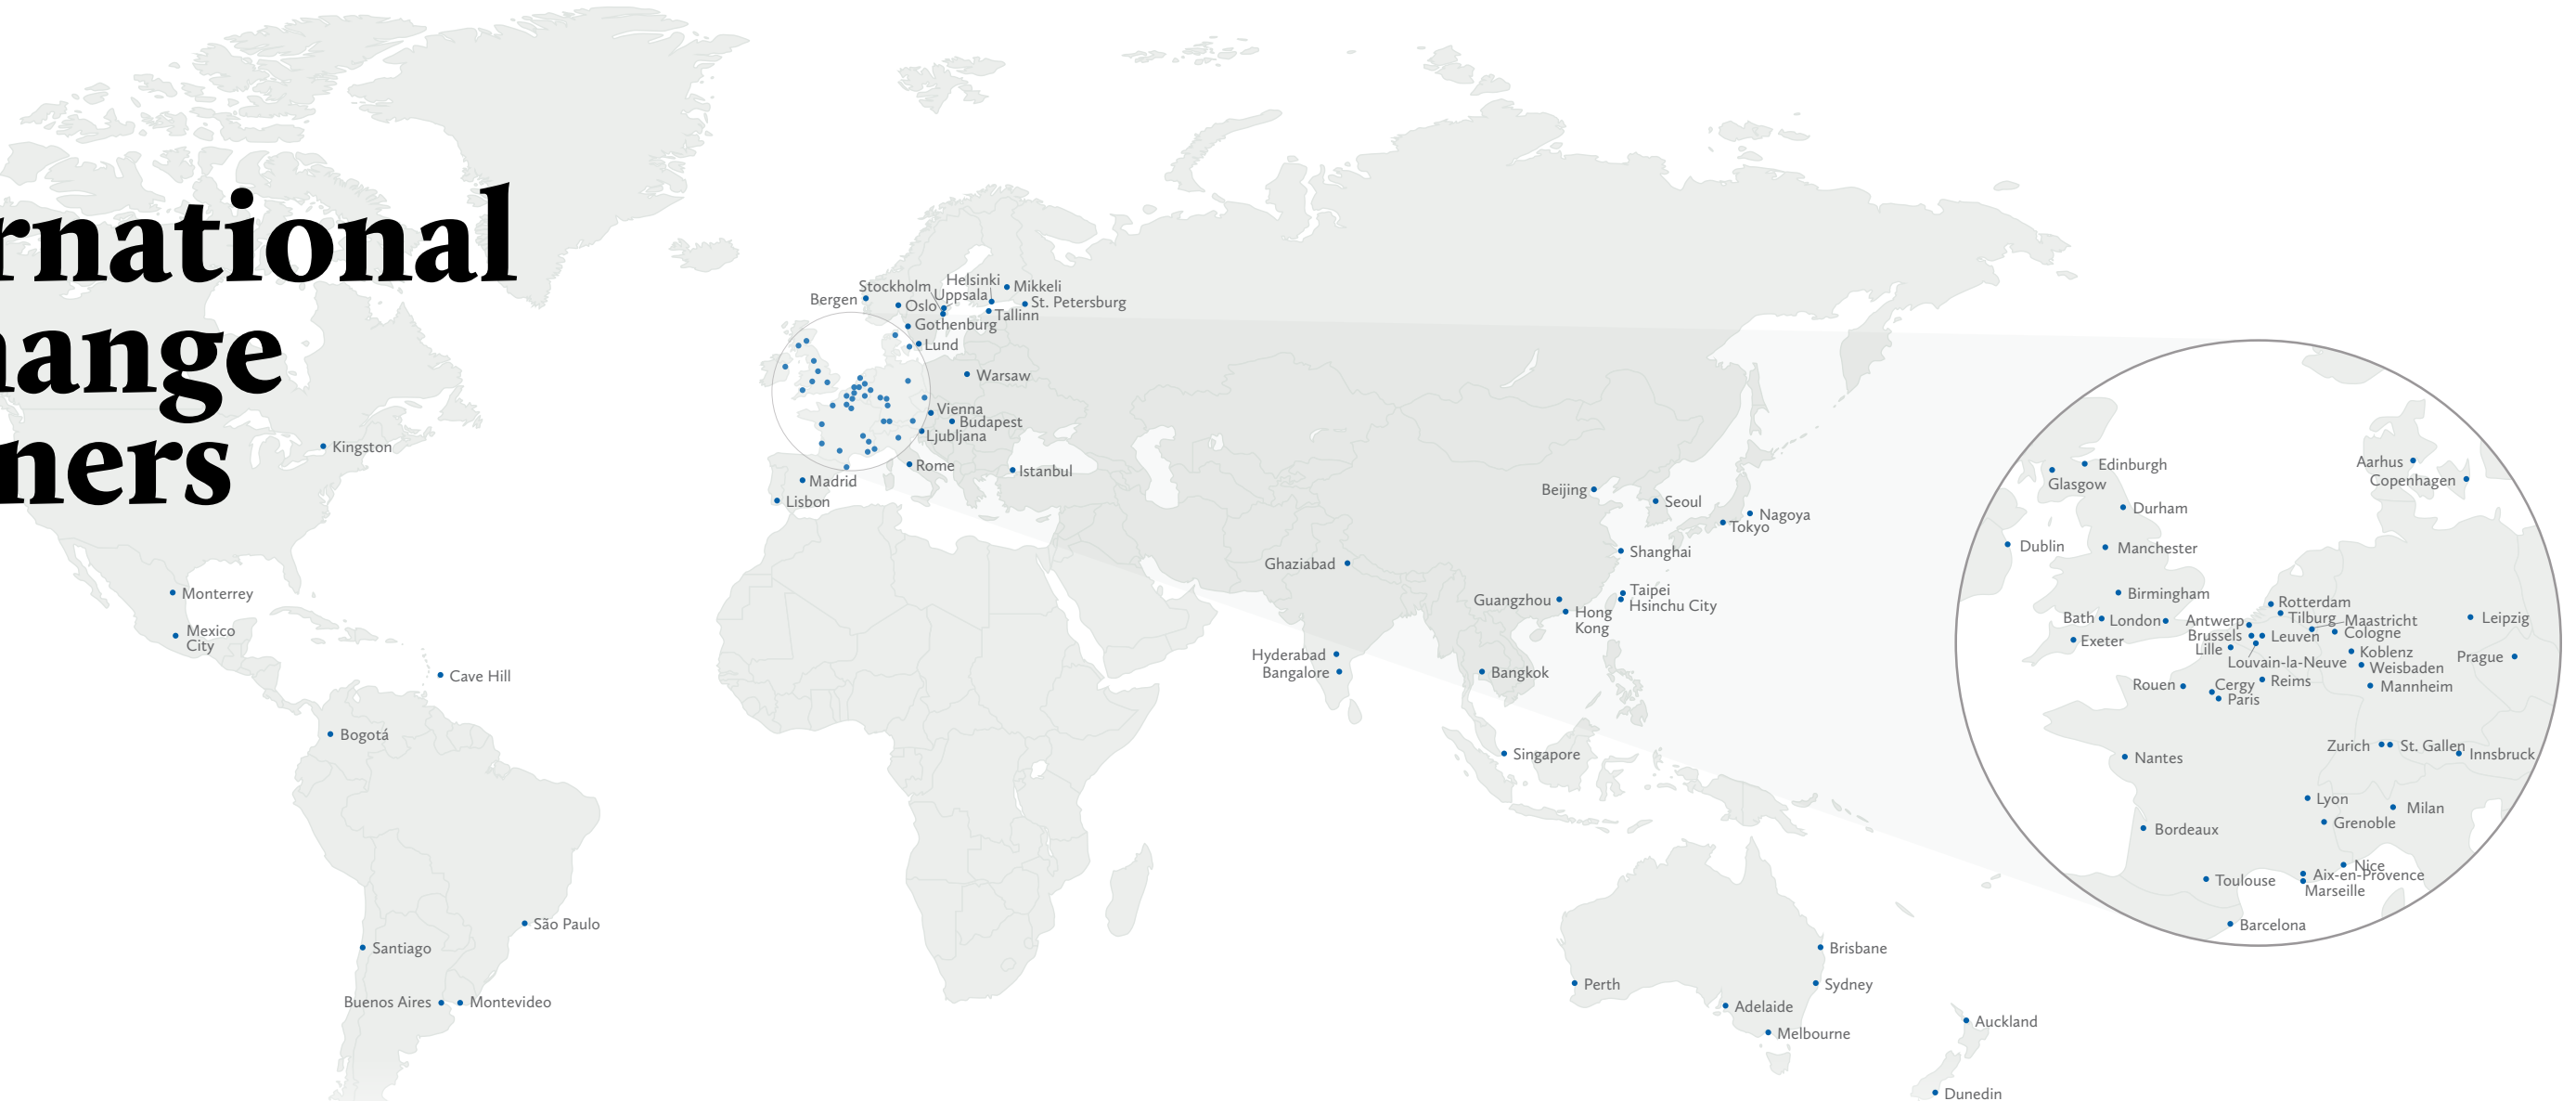 rnational
hange
ners
Kingston
Monterrey
Mexico
City
Cave Hill
Bogotá
São Paulo
Santiago
Buenos Aires
Montevideo
Stockholm
Helsinki
Mikkeli
Uppsala
Bergen
Oslo
St. Petersburg
Tallinn
Gothenburg
Lund
Warsaw
Vienna
Budapest
Ljubljana
Rome
Istanbul
Madrid
Lisbon
Beijing
Seoul
Nagoya
Tokyo
Shanghai
Ghaziabad
Taipei
Guangzhou
Hsinchu City
Hong
Kong
Hyderabad
Bangalore
Bangkok
Singapore
Brisbane
Perth
Sydney
Adelaide
Melbourne
Auckland
Dunedin
Edinburgh
Glasgow
Aarhus
Copenhagen
Durham
Dublin
Manchester
Birmingham
Rotterdam
Bath
London
Antwerp
Tilburg
Maastricht
Leipzig
Exeter
Brussels
Leuven
Cologne
Lille
Koblenz
Louvain-la-Neuve
Weisbaden
Prague
Rouen
Cergy
Reims
Mannheim
Paris
Zurich
St. Gallen
Innsbruck
Nantes
Lyon
Milan
Grenoble
Bordeaux
Nice
Aix-en-Provence
Toulouse
Marseille
Barcelona